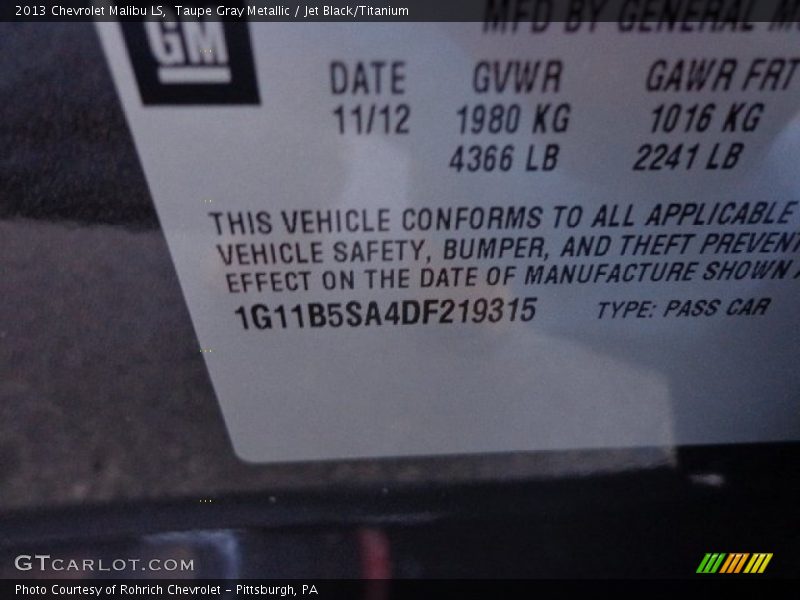 2013 Chevrolet Malibu LS, Taupe Gray Metallic / Jet Black/Titanium
GM
MFD BY GENERAL
DATE GVWR GAWR FRT
11/12 1980 KG 1016 KG
4366 LB 2241 LB
THIS VEHICLE CONFORMS TO ALL APPLICABLE
VEHICLE SAFETY, BUMPER, AND THEFT PREVENT
EFFECT ON THE DATE OF MANUFACTURE SHOWN
1G11B5SA4DF219315 TYPE: PASS CAR
GTCARLOT.COM
Photo Courtesy of Rohrich Chevrolet - Pittsburgh, PA